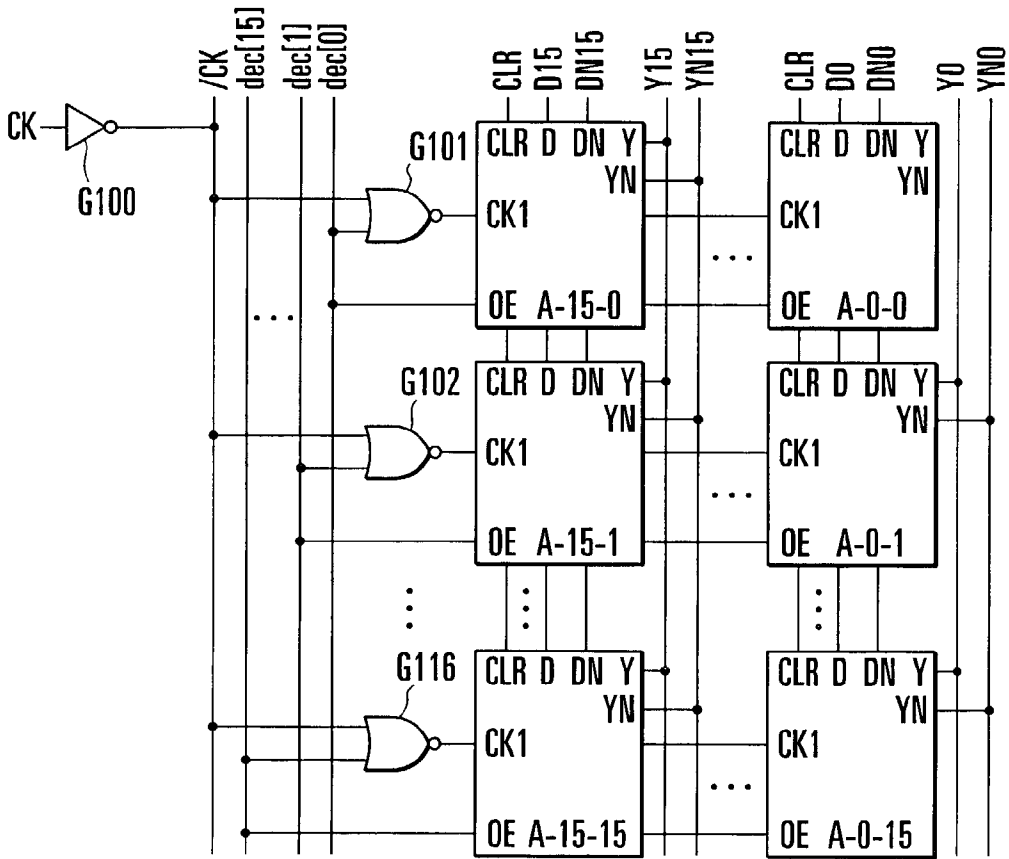 /CK dec[15] dec[1] dec[0] CLR D15 DN15 Y15 YN15 CLR D0 DN0 Y0 YN0
CK
G100
G101
CLR D DN Y
YN
CK1
OE A-15-0
CLR D DN Y
YN
CK1
OE A-0-0
G102
CLR D DN Y
YN
CK1
OE A-15-1
CLR D DN Y
YN
CK1
OE A-0-1
G116
CLR D DN Y
YN
CK1
OE A-15-15
CLR D DN Y
YN
CK1
OE A-0-15